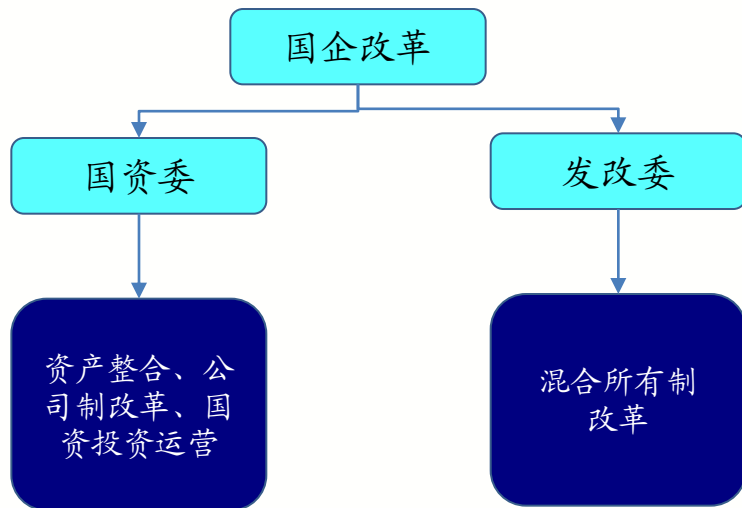 国企改革
国资委
发改委
资产整合、公
司制改革、国
资投资运营
混合所有制
改革